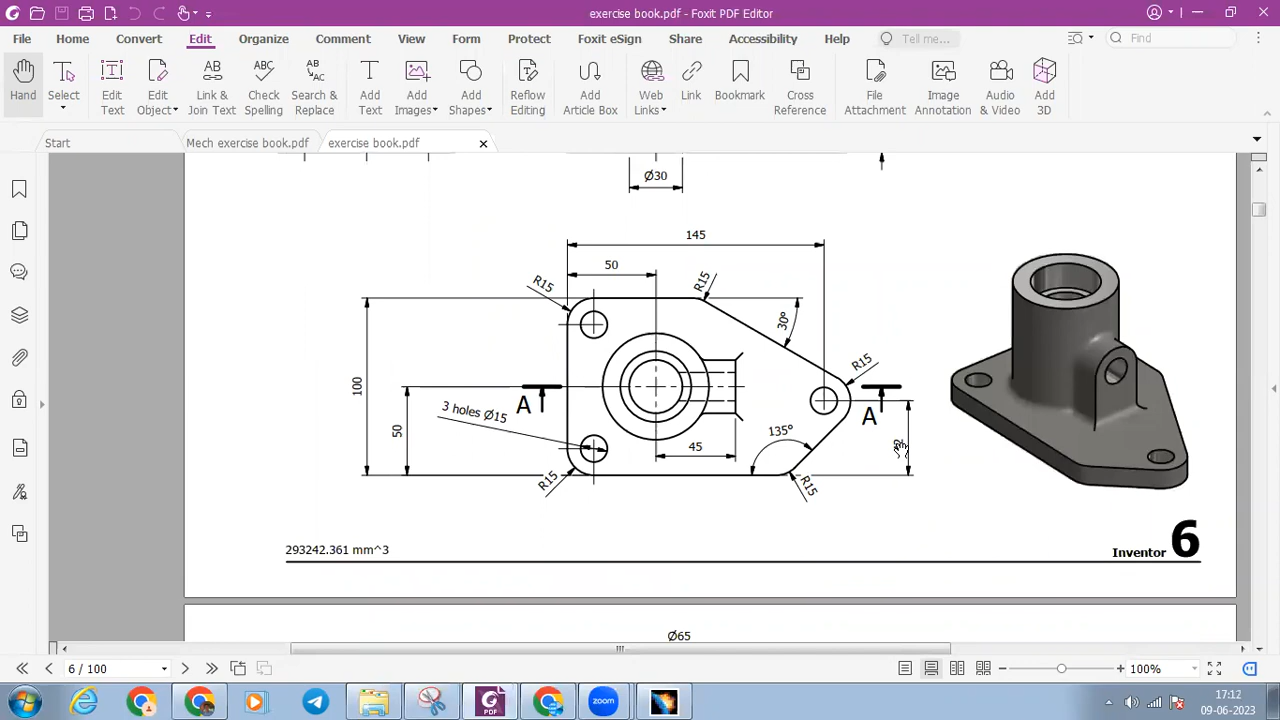 exercise book.pdf - Foxit PDF Editor
File Home Convert Edit Organize Comment View Form Protect Foxit eSign Share Accessibility Help Tell me... Find
Hand Select Edit Text Edit Object Link & Join Text Check Spelling Search & Replace Add Text Add Images Add Shapes Reflow Editing Add Article Box Web Links Link Bookmark Cross Reference File Attachment Image Annotation Audio & Video Add 3D
Start Mech exercise book.pdf exercise book.pdf
Ø30
145
50
R15
R15
30°
R15
100
A
A
3 holes Ø15
50
135°
45
R15
R15
293242.361 mm^3
Inventor 6
Ø65
6 / 100
100%
PDF
zoom
17:12
09-06-2023